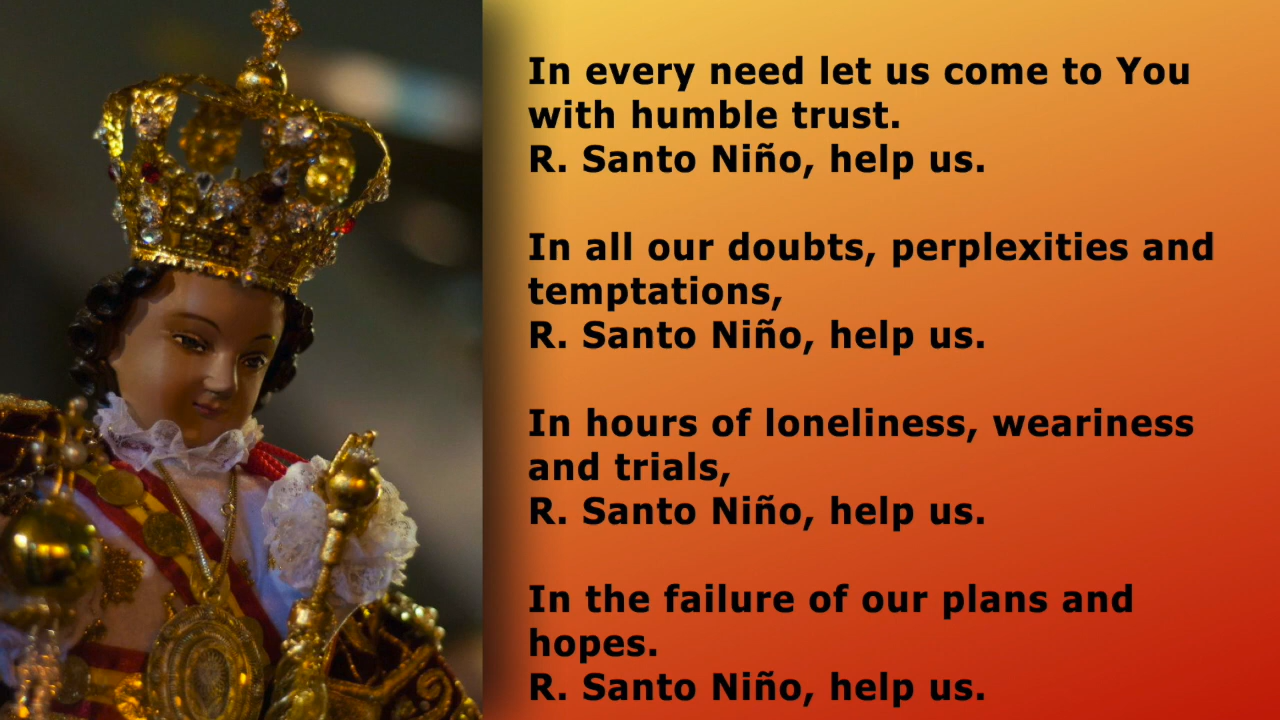 In every need let us come to You
with humble trust.
R. Santo Niño, help us.
In all our doubts, perplexities and
temptations,
R. Santo Niño, help us.
In hours of loneliness, weariness
and trials,
R. Santo Niño, help us.
In the failure of our plans and
hopes.
R. Santo Niño, help us.